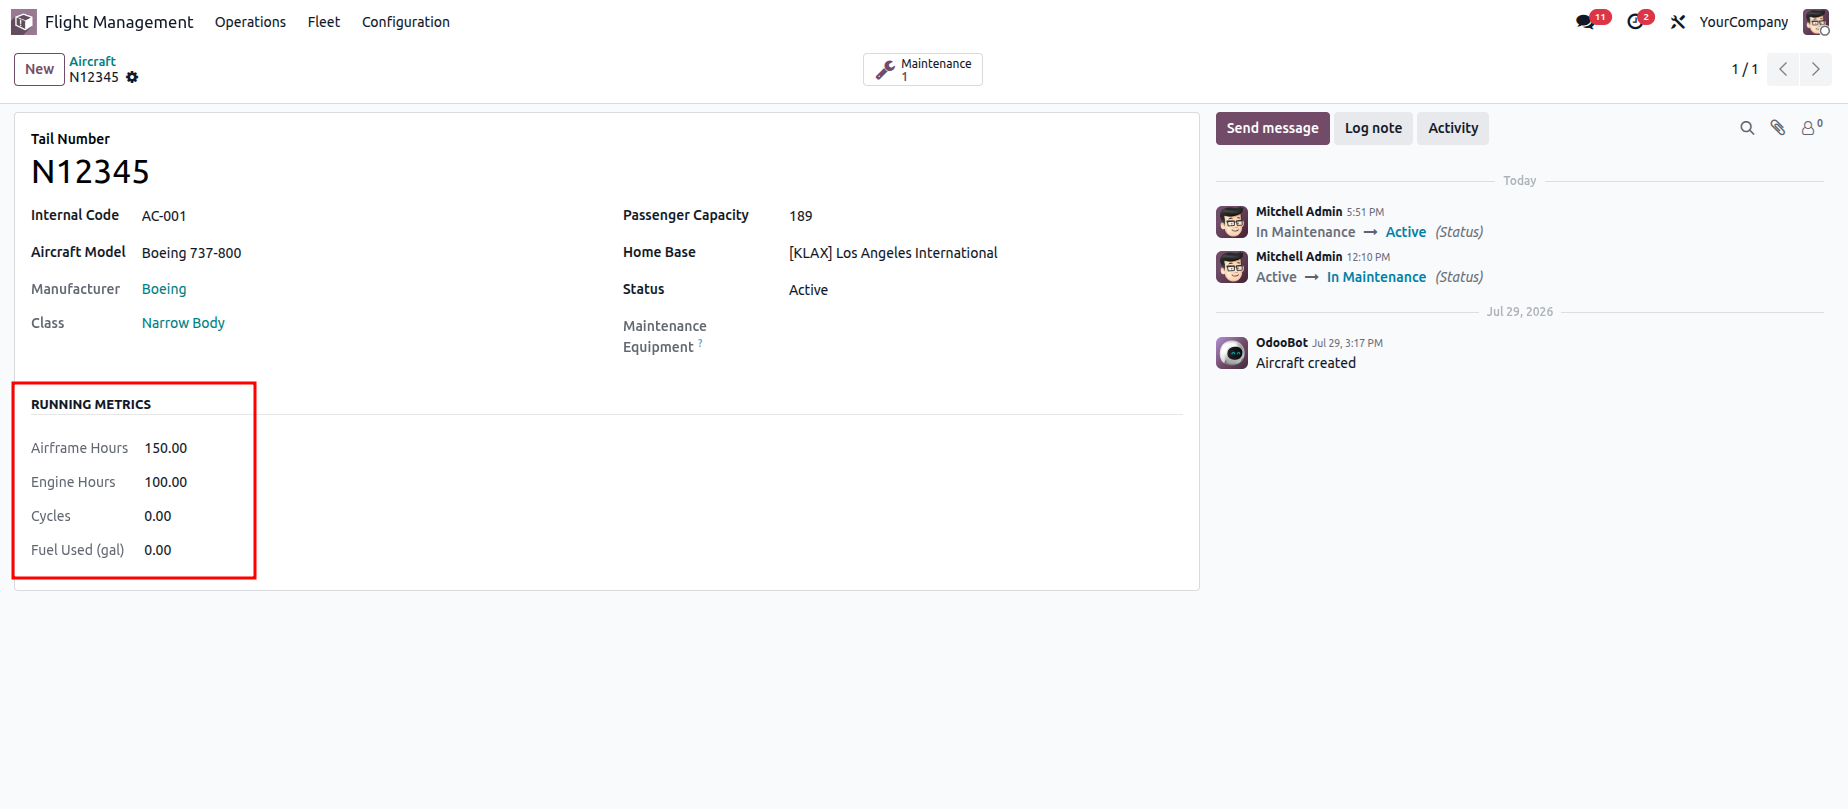 Flight Management Operations Fleet Configuration 11 2 YourCompany
New Aircraft
N12345
Maintenance
1
1 / 1
Tail Number
N12345
Internal Code AC-001
Aircraft Model Boeing 737-800
Manufacturer Boeing
Class Narrow Body
Passenger Capacity 189
Home Base [KLAX] Los Angeles International
Status Active
Maintenance
Equipment ?
RUNNING METRICS
Airframe Hours 150.00
Engine Hours 100.00
Cycles 0.00
Fuel Used (gal) 0.00
Send message Log note Activity 0
Today
Mitchell Admin 5:51 PM
In Maintenance → Active (Status)
Mitchell Admin 12:10 PM
Active → In Maintenance (Status)
Jul 29, 2026
OdooBot Jul 29, 3:17 PM
Aircraft created